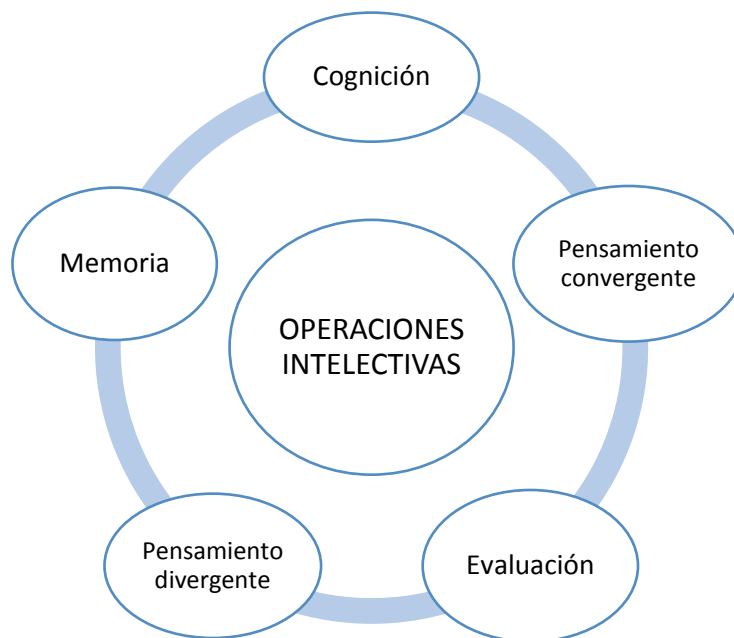 Cognición
Pensamiento
convergente
Evaluación
Pensamiento
divergente
Memoria
OPERACIONES
INTELECTIVAS